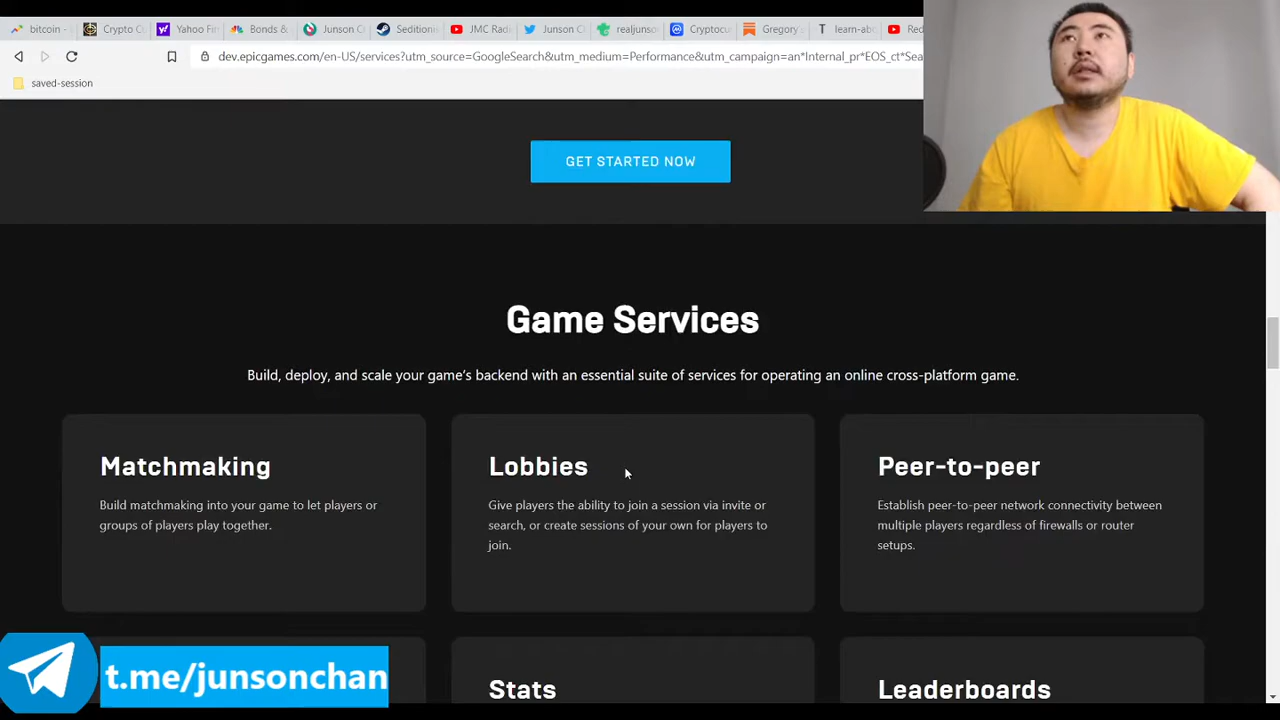 bitcoin -
Crypto C
Yahoo Fin
Bonds &
Junson C
Sedition
JMC Radi
Junson C
realjunso
Cryptocu
Gregory
learn-abo
Red
dev.epicgames.com/en-US/services?utm_source=GoogleSearch&utm_medium=Performance&utm_campaign=an*Internal_pr*EOS_ct*Sea
saved-session
GET STARTED NOW
Game Services
Build, deploy, and scale your game's backend with an essential suite of services for operating an online cross-platform game.
Matchmaking
Build matchmaking into your game to let players or
groups of players play together.
Lobbies
Give players the ability to join a session via invite or
search, or create sessions of your own for players to
join.
Peer-to-peer
Establish peer-to-peer network connectivity between
multiple players regardless of firewalls or router
setups.
Stats
Leaderboards
t.me/junsonchan